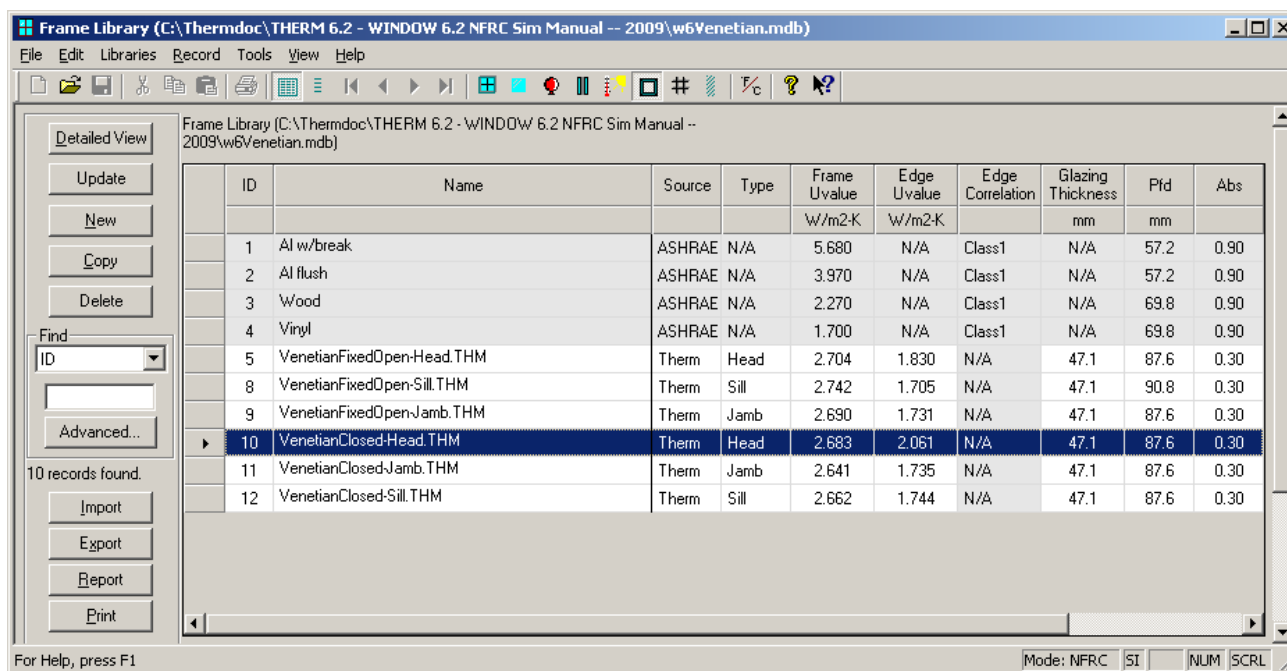 Frame Library (C:\Thermdoc\THERM 6.2 - WINDOW 6.2 NFRC Sim Manual -- 2009\w6Venetian.mdb)
File Edit Libraries Record Tools View Help
Detailed View
Update
New
Copy
Delete
Find
ID
Advanced...
10 records found.
Import
Export
Report
Print
Frame Library (C:\Thermdoc\THERM 6.2 - WINDOW 6.2 NFRC Sim Manual --
2009\w6Venetian.mdb)
ID Name Source Type Frame Uvalue Edge Uvalue Edge Correlation Glazing Thickness Pfd Abs
W/m2-K W/m2-K mm mm
1 Al w/break ASHRAE N/A 5.680 N/A Class1 N/A 57.2 0.90
2 Al flush ASHRAE N/A 3.970 N/A Class1 N/A 57.2 0.90
3 Wood ASHRAE N/A 2.270 N/A Class1 N/A 69.8 0.90
4 Vinyl ASHRAE N/A 1.700 N/A Class1 N/A 69.8 0.90
5 VenetianFixedOpen-Head.THM Therm Head 2.704 1.830 N/A 47.1 87.6 0.30
8 VenetianFixedOpen-Sill.THM Therm Sill 2.742 1.705 N/A 47.1 90.8 0.30
9 VenetianFixedOpen-Jamb.THM Therm Jamb 2.690 1.731 N/A 47.1 87.6 0.30
10 VenetianClosed-Head.THM Therm Head 2.683 2.061 N/A 47.1 87.6 0.30
11 VenetianClosed-Jamb.THM Therm Jamb 2.641 1.735 N/A 47.1 87.6 0.30
12 VenetianClosed-Sill.THM Therm Sill 2.662 1.744 N/A 47.1 87.6 0.30
For Help, press F1
Mode: NFRC SI NUM SCRL